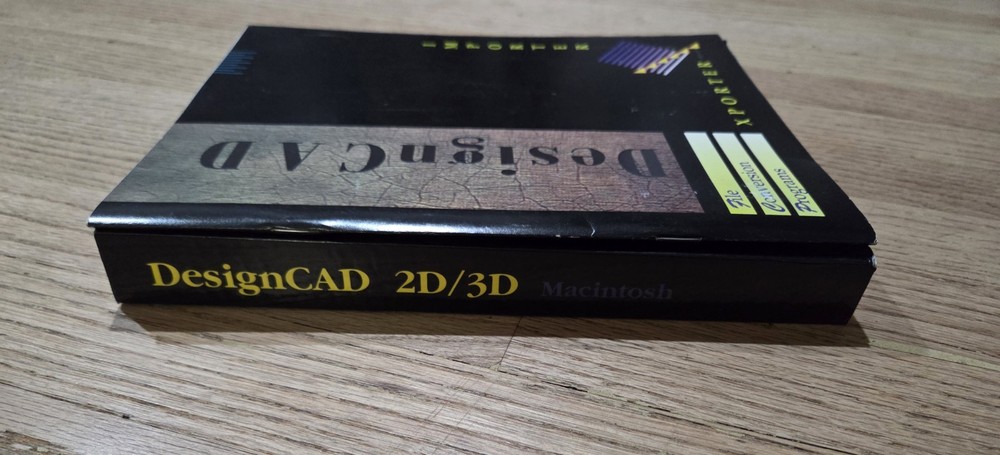 IMPORTER
XPORTER
DesignCAD
File
Conversion
Programs
DesignCAD 2D/3D Macintosh